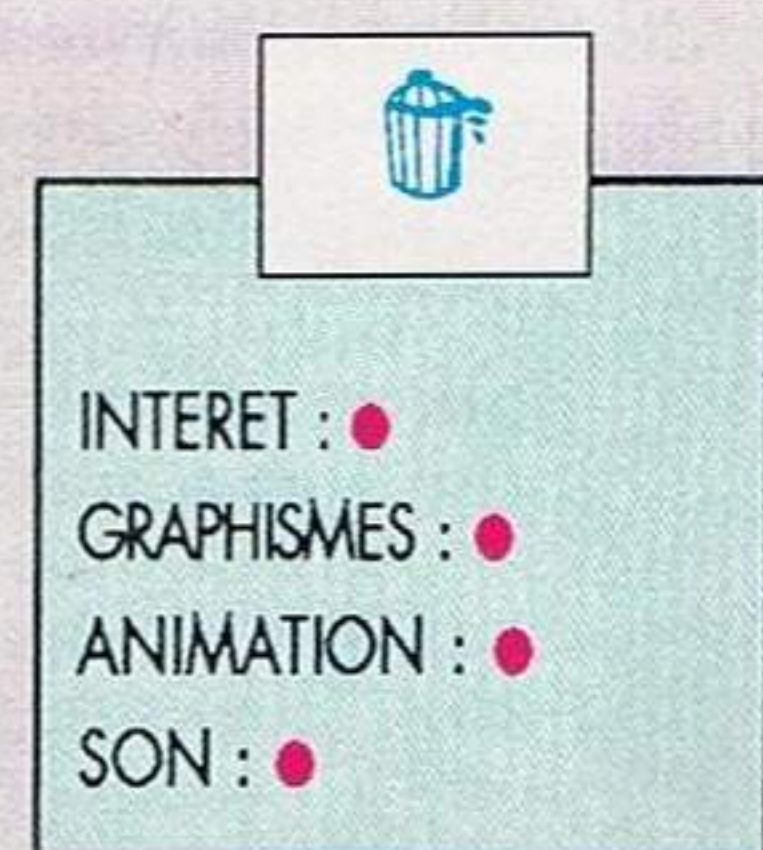 INTERET : ●
GRAPHISMES : ●
ANIMATION : ●
SON : ●